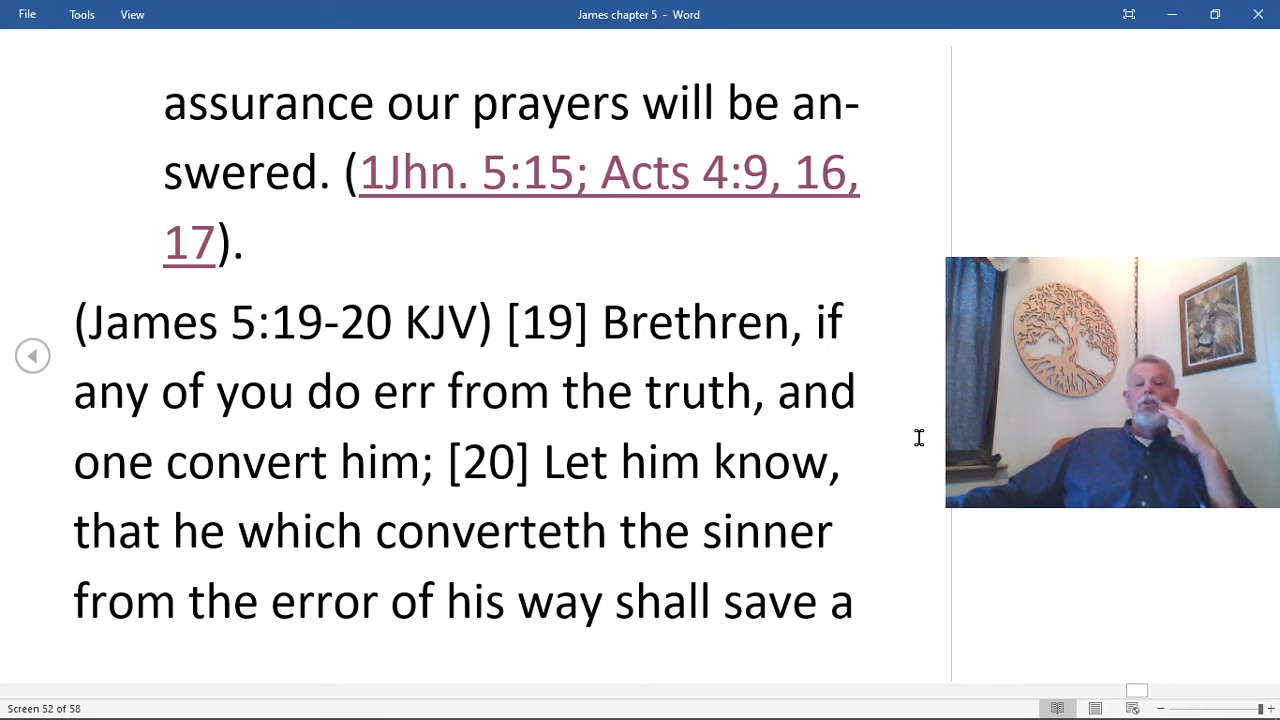 File Tools View James chapter 5 - Word
assurance our prayers will be an-
swered. (1Jhn. 5:15; Acts 4:9, 16,
17).
(James 5:19-20 KJV) [19] Brethren, if
any of you do err from the truth, and
one convert him; [20] Let him know,
that he which converteth the sinner
from the error of his way shall save a
Screen 52 of 58